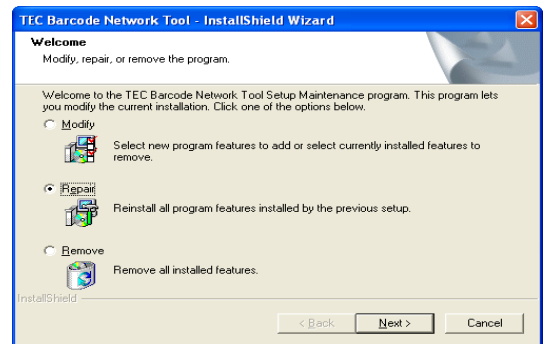 TEC Barcode Network Tool - InstallShield Wizard
Welcome
Modify, repair, or remove the program.
Welcome to the TEC Barcode Network Tool Setup Maintenance program. This program lets
you modify the current installation. Click one of the options below.
Modify
Select new program features to add or select currently installed features to
remove.
Repair
Reinstall all program features installed by the previous setup.
Remove
Remove all installed features.
InstallShield
< Back Next > Cancel